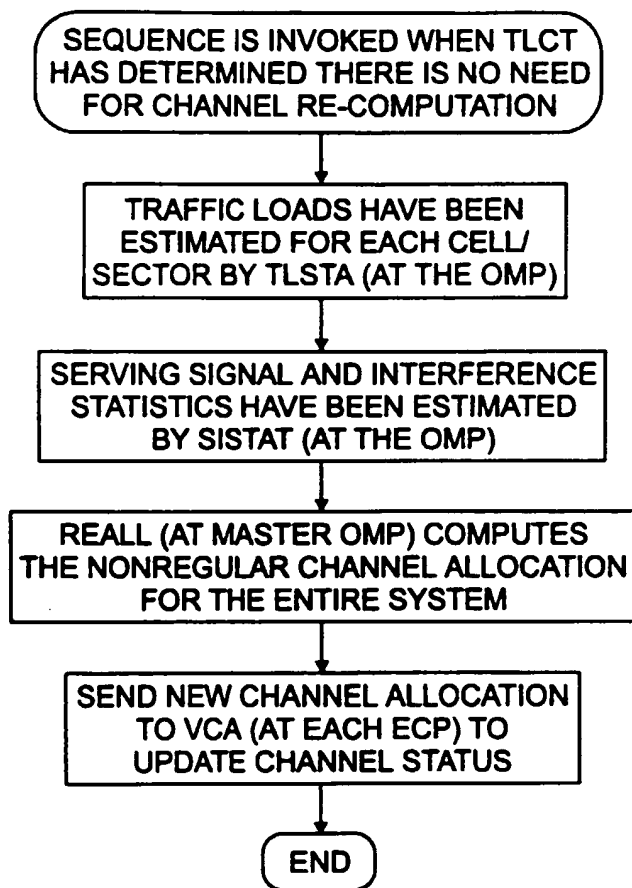 SEQUENCE IS INVOKED WHEN TLCT
HAS DETERMINED THERE IS NO NEED
FOR CHANNEL RE-COMPUTATION
TRAFFIC LOADS HAVE BEEN
ESTIMATED FOR EACH CELL/
SECTOR BY TLSTA (AT THE OMP)
SERVING SIGNAL AND INTERFERENCE
STATISTICS HAVE BEEN ESTIMATED
BY SISTAT (AT THE OMP)
REALL (AT MASTER OMP) COMPUTES
THE NONREGULAR CHANNEL ALLOCATION
FOR THE ENTIRE SYSTEM
SEND NEW CHANNEL ALLOCATION
TO VCA (AT EACH ECP) TO
UPDATE CHANNEL STATUS
END